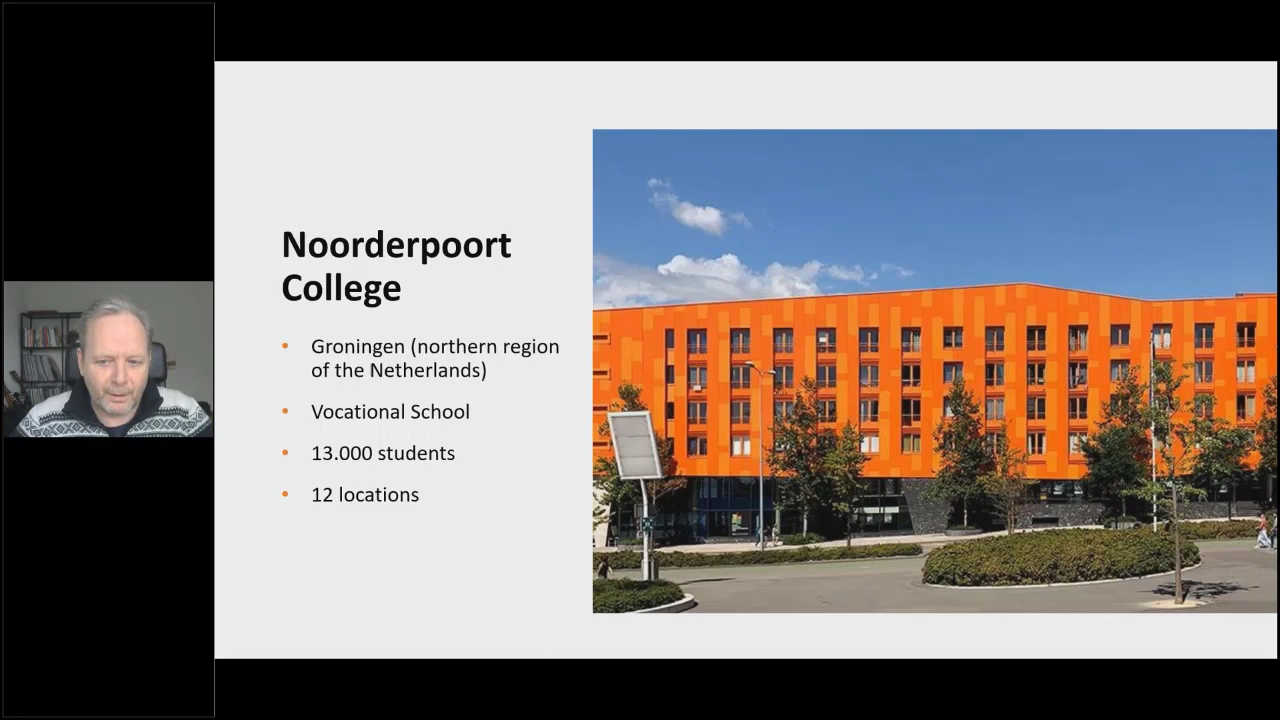 Noorderpoort
College
• Groningen (northern region
of the Netherlands)
• Vocational School
• 13.000 students
• 12 locations